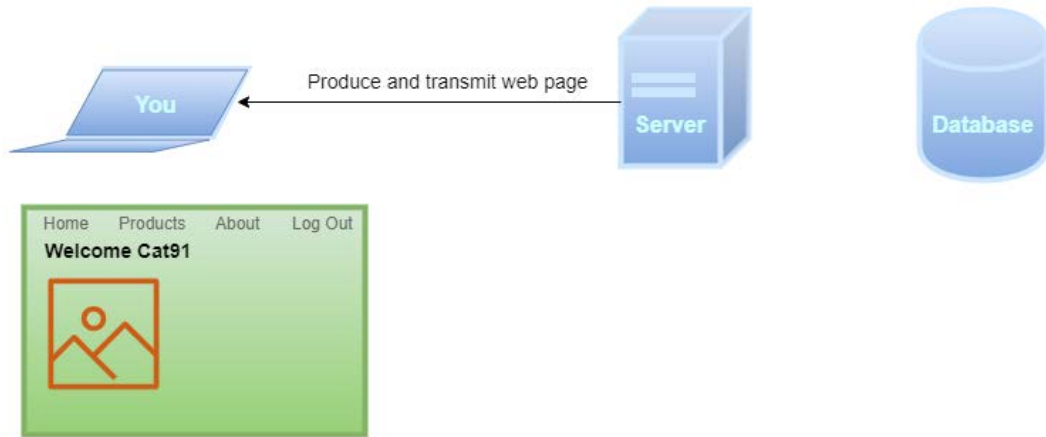 Produce and transmit web page
You
Server
Database
Home Products About Log Out
Welcome Cat91